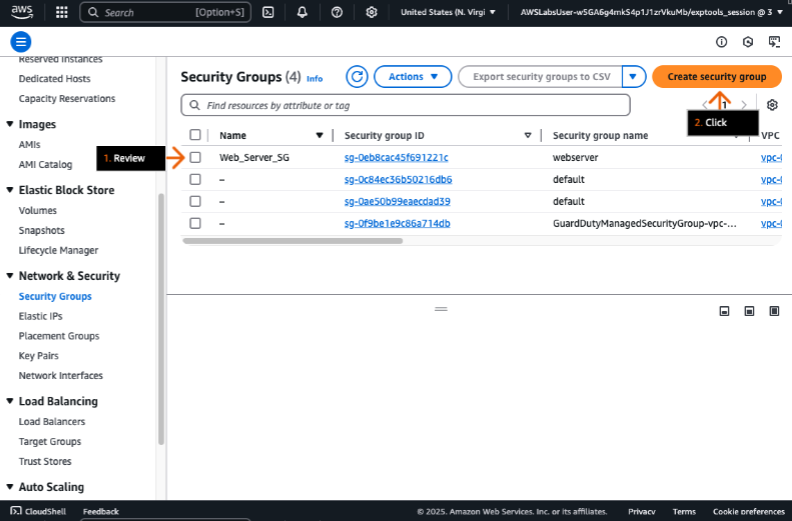 aws
Search [Option+S]
United States (N. Virgi
AWSLabsUser-w5GA6g4mkS4p1J1zrVkuMb/exptools_session @ 3
Reserved Instances
Dedicated Hosts
Capacity Reservations
Images
AMIs
AMI Catalog
Elastic Block Store
Volumes
Snapshots
Lifecycle Manager
Network & Security
Security Groups
Elastic IPs
Placement Groups
Key Pairs
Network Interfaces
Load Balancing
Load Balancers
Target Groups
Trust Stores
Auto Scaling
Security Groups (4) Info
Actions
Export security groups to CSV
Create security group
Find resources by attribute or tag
1
2. Click
1. Review
Name Security group ID Security group name VPC
Web_Server_SG sg-0eb8cac45f691221c webserver vpc-
– sg-0c84ec36b50216db6 default vpc-
– sg-0ae50b99eaecdad39 default vpc-
– sg-0f9be1e9c86a714db GuardDutyManagedSecurityGroup-vpc-... vpc-
CloudShell Feedback
© 2025, Amazon Web Services, Inc. or its affiliates. Privacy Terms Cookie preferences